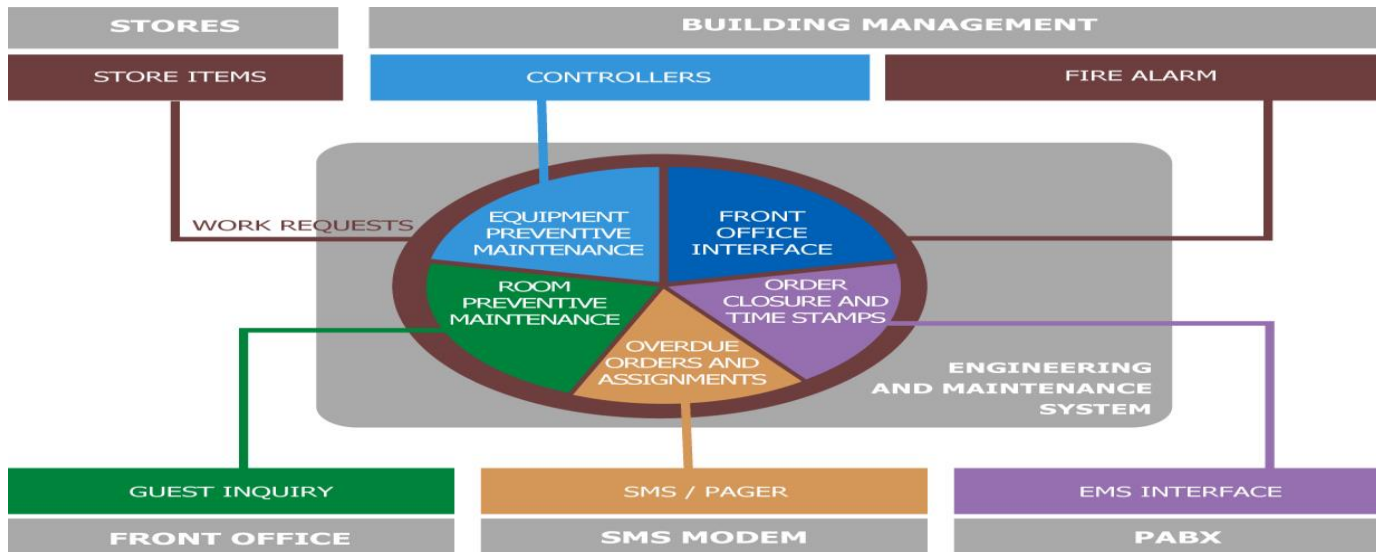 STORES
BUILDING MANAGEMENT
STORE ITEMS
CONTROLLERS
FIRE ALARM
WORK REQUESTS
EQUIPMENT
PREVENTIVE
MAINTENANCE
FRONT
OFFICE
INTERFACE
ROOM
PREVENTIVE
MAINTENANCE
ORDER
CLOSURE AND
TIME STAMPS
OVERDUE
ORDERS AND
ASSIGNMENTS
ENGINEERING
AND MAINTENANCE
SYSTEM
GUEST INQUIRY
SMS / PAGER
EMS INTERFACE
FRONT OFFICE
SMS MODEM
PABX